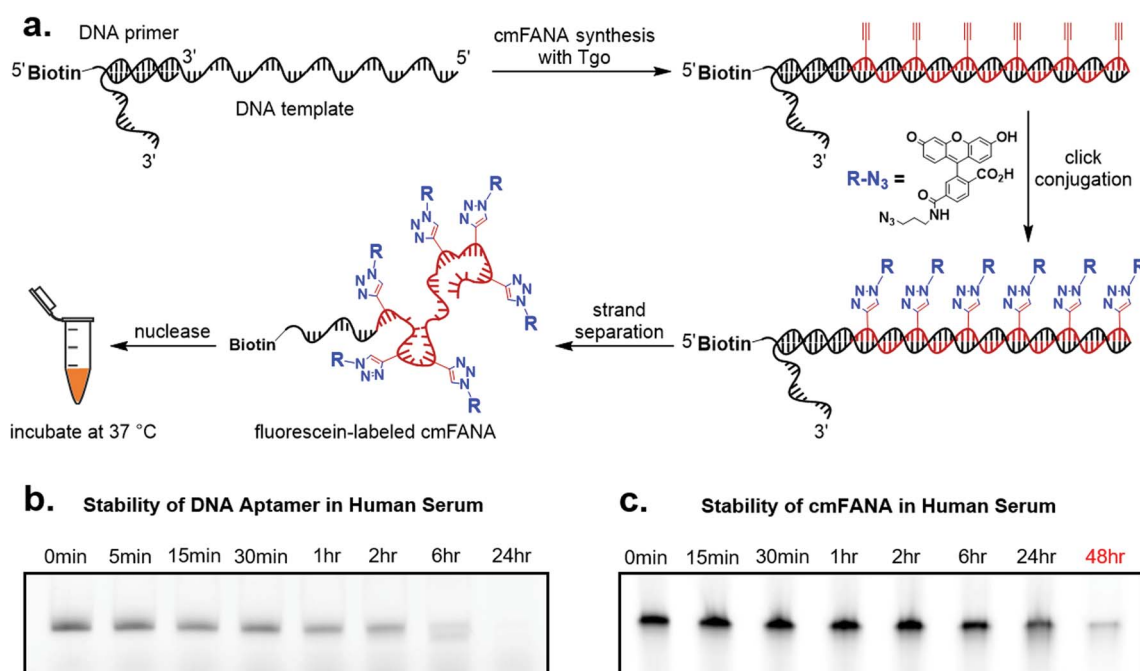 a.
DNA primer
3'
5'
5'Biotin
DNA template
3'
cmFANA synthesis
with Tgo
5'Biotin
3'
R-N3 =
O
O
OH
CO2H
O
NH
N3
click
conjugation
R R R R R R
N-N N-N N-N N-N N-N N-N
N N N N N N
5'Biotin
3'
strand
separation
R
N-N
N
R
N-N
N
R
N-N
N
R
N-N
N
R
N-N
N
R
N-N
N
Biotin
fluorescein-labeled cmFANA
nuclease
incubate at 37 °C
b. Stability of DNA Aptamer in Human Serum
0min 5min 15min 30min 1hr 2hr 6hr 24hr
c. Stability of cmFANA in Human Serum
0min 15min 30min 1hr 2hr 6hr 24hr 48hr